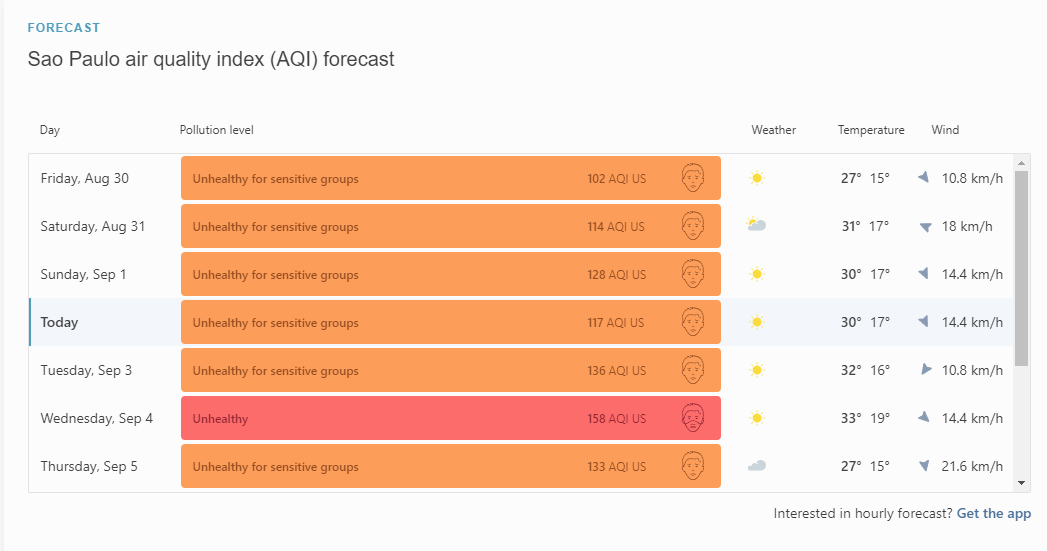 FORECAST
Sao Paulo air quality index (AQI) forecast
Day Pollution level Weather Temperature Wind
Friday, Aug 30 Unhealthy for sensitive groups 102 AQI US 27° 15° 10.8 km/h
Saturday, Aug 31 Unhealthy for sensitive groups 114 AQI US 31° 17° 18 km/h
Sunday, Sep 1 Unhealthy for sensitive groups 128 AQI US 30° 17° 14.4 km/h
Today Unhealthy for sensitive groups 117 AQI US 30° 17° 14.4 km/h
Tuesday, Sep 3 Unhealthy for sensitive groups 136 AQI US 32° 16° 10.8 km/h
Wednesday, Sep 4 Unhealthy 158 AQI US 33° 19° 14.4 km/h
Thursday, Sep 5 Unhealthy for sensitive groups 133 AQI US 27° 15° 21.6 km/h
Interested in hourly forecast? Get the app